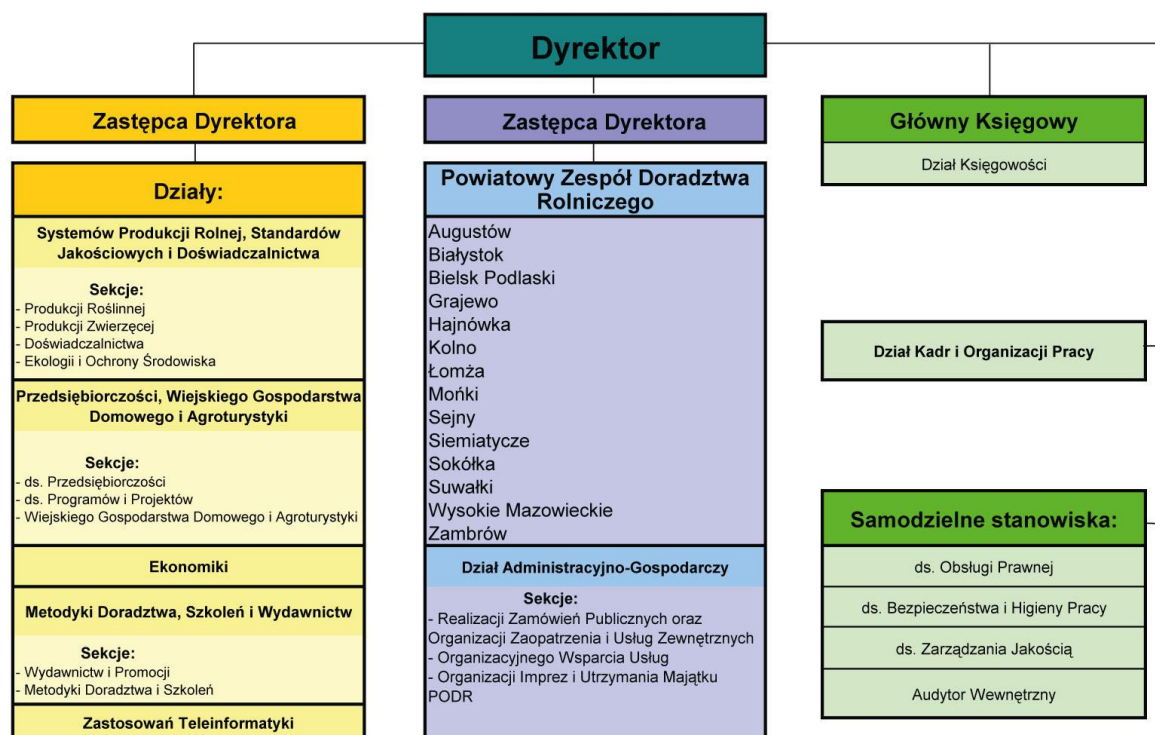 Dyrektor
Zastępca Dyrektora
Działy:
Systemów Produkcji Rolnej, Standardów
Jakościowych i Doświadczalnictwa
Sekcje:
- Produkcji Roślinnej
- Produkcji Zwierzęcej
- Doświadczalnictwa
- Ekologii i Ochrony Środowiska
Przedsiębiorczości, Wiejskiego Gospodarstwa
Domowego i Agroturystyki
Sekcje:
- ds. Przedsiębiorczości
- ds. Programów i Projektów
- Wiejskiego Gospodarstwa Domowego i Agroturystyki
Ekonomiki
Metodyki Doradztwa, Szkoleń i Wydawnictw
Sekcje:
- Wydawnictw i Promocji
- Metodyki Doradztwa i Szkoleń
Zastosowań Teleinformatyki
Zastępca Dyrektora
Powiatowy Zespół Doradztwa
Rolniczego
Augustów
Białystok
Bielsk Podlaski
Grajewo
Hajnówka
Kolno
Łomża
Mońki
Sejny
Siemiatycze
Sokółka
Suwałki
Wysokie Mazowieckie
Zambrów
Dział Administracyjno-Gospodarczy
Sekcje:
- Realizacji Zamówień Publicznych oraz
Organizacji Zaopatrzenia i Usług Zewnętrznych
- Organizacyjnego Wsparcia Usług
- Organizacji Imprez i Utrzymania Majątku
PODR
Główny Księgowy
Dział Księgowości
Dział Kadr i Organizacji Pracy
Samodzielne stanowiska:
ds. Obsługi Prawnej
ds. Bezpieczeństwa i Higieny Pracy
ds. Zarządzania Jakością
Audytor Wewnętrzny